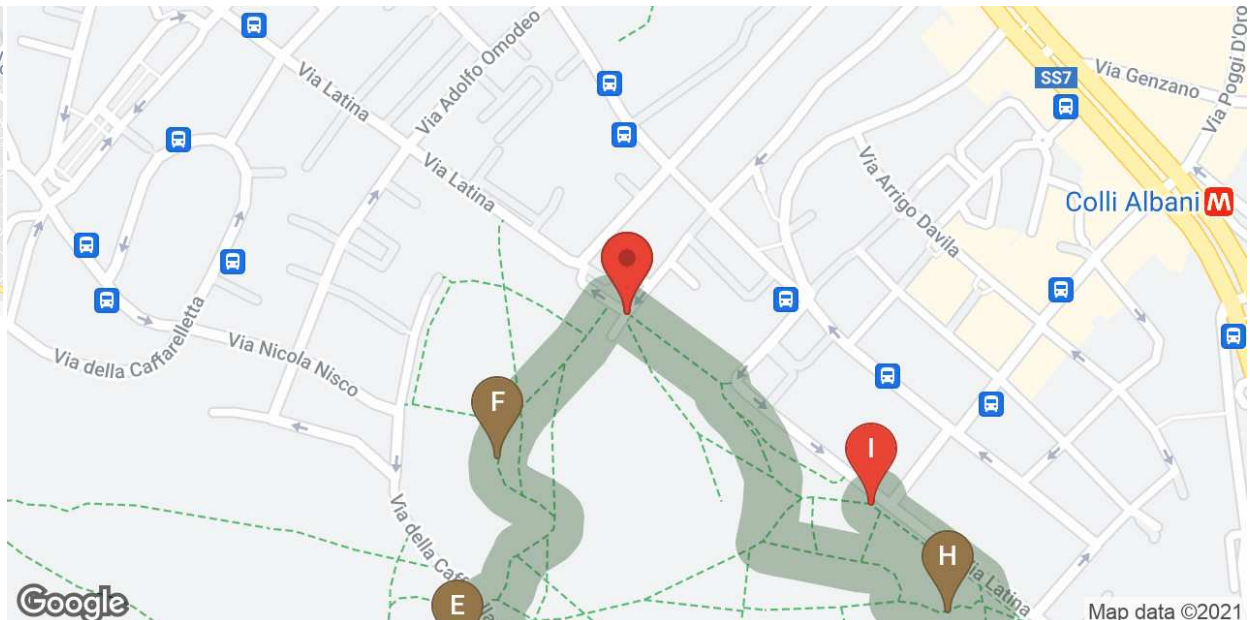 Via Latina
Via Adolfo Omodeo
SS7
Via Genzano
Via Poggi D'Oro
Via Latina
Via Arrigo Davila
Colli Albani M
Via della Caffarelletta
Via Nicola Nisco
F
I
Via della Caffarella
H
E
Via Latina
Google
Map data ©2021